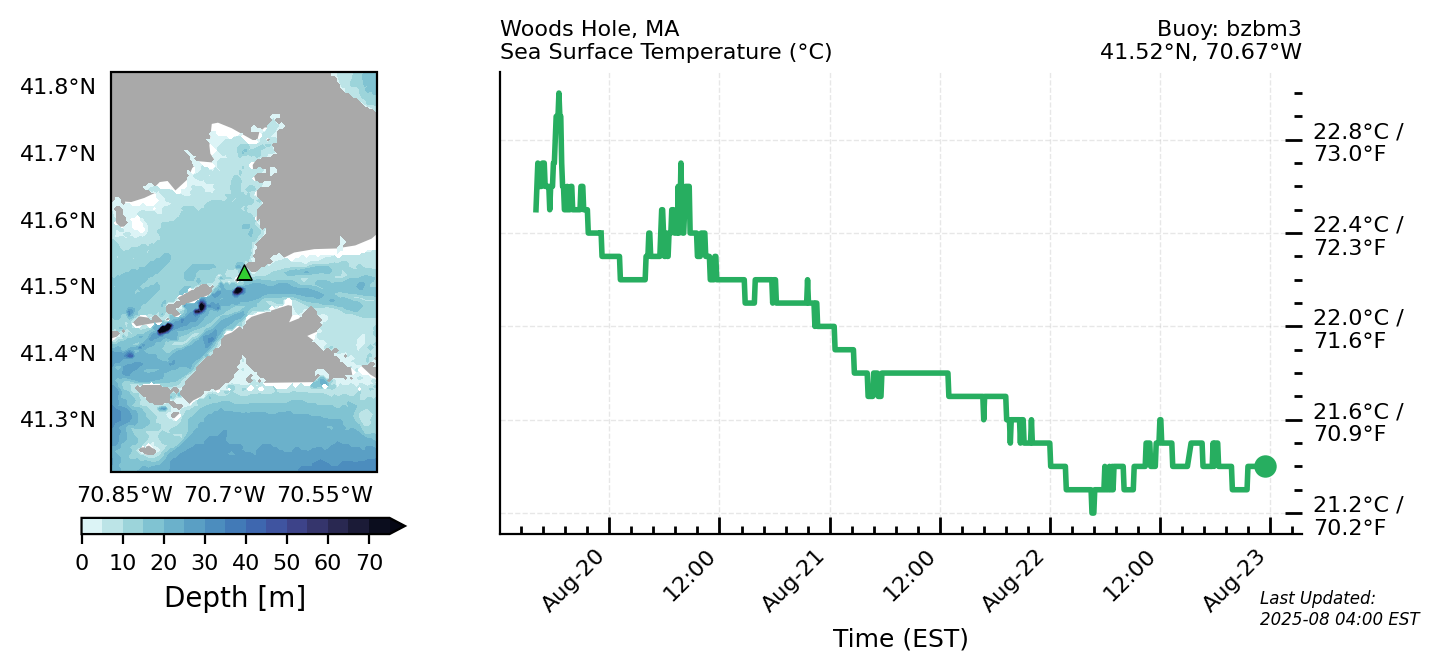 Woods Hole, MA
Sea Surface Temperature (°C)
Buoy: bzbm3
41.52°N, 70.67°W
41.8°N
41.7°N
41.6°N
41.5°N
41.4°N
41.3°N
70.85°W 70.7°W 70.55°W
0 10 20 30 40 50 60 70
Depth [m]
22.8°C /
73.0°F
22.4°C /
72.3°F
22.0°C /
71.6°F
21.6°C /
70.9°F
21.2°C /
70.2°F
Aug-20 12:00 Aug-21 12:00 Aug-22 12:00 Aug-23
Time (EST)
Last Updated:
2025-08 04:00 EST